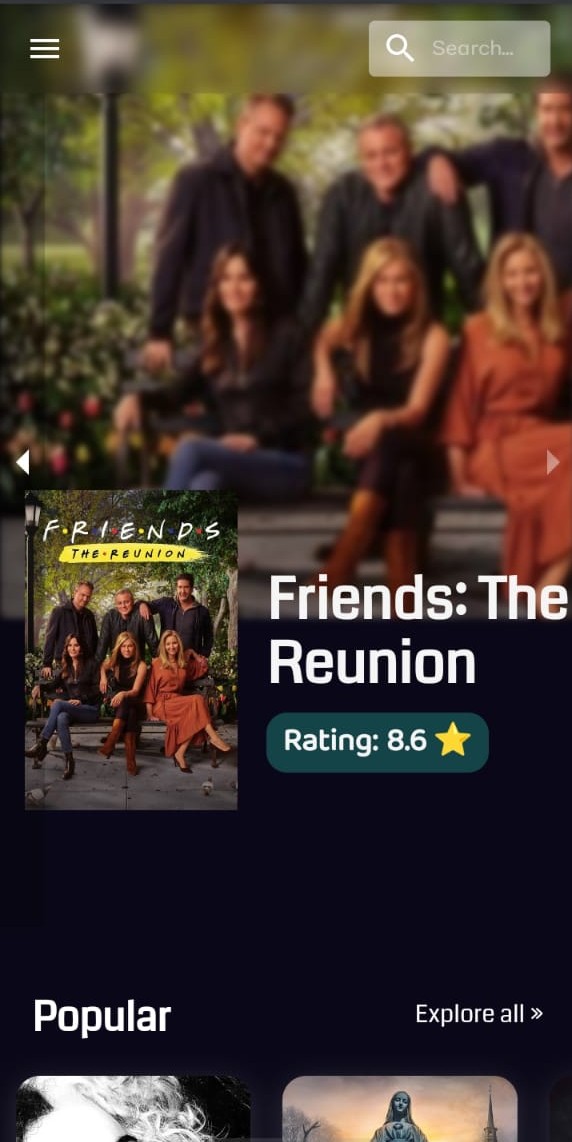 Search...
F·R·I·E·N·D·S
THE·REUNION
Friends: The
Reunion
Rating: 8.6 ⭐
Popular
Explore all »